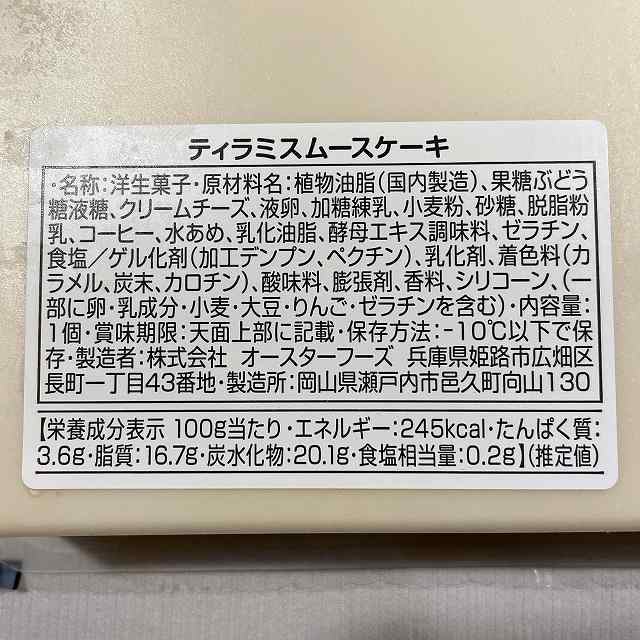 ティラミスムースケーキ
・名称：洋生菓子・原材料名：植物油脂（国内製造）、果糖ぶどう
糖液糖、クリームチーズ、液卵、加糖練乳、小麦粉、砂糖、脱脂粉
乳、コーヒー、水あめ、乳化油脂、酵母エキス調味料、ゼラチン、
食塩／ゲル化剤（加工デンプン、ペクチン）、乳化剤、着色料（カ
ラメル、炭末、カロチン）、酸味料、膨張剤、香料、シリコーン、（一
部に卵・乳成分・小麦・大豆・りんご・ゼラチンを含む）・内容量：
1個・賞味期限：天面上部に記載・保存方法：−10℃以下で保
存・製造者：株式会社 オースターフーズ 兵庫県姫路市広畑区
長町一丁目43番地・製造所：岡山県瀬戸内市邑久町向山130
【栄養成分表示 100g当たり・エネルギー：245kcal・たんぱく質：
3.6g・脂質：16.7g・炭水化物：20.1g・食塩相当量：0.2g】（推定値）